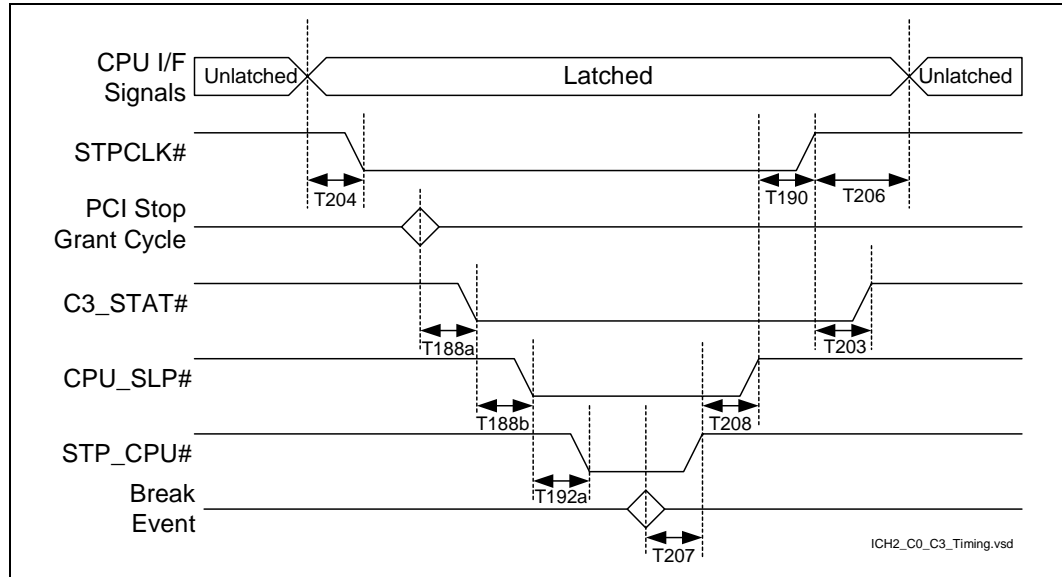 CPU I/F
Signals
Unlatched
Latched
Unlatched
STPCLK#
T204
T190
T206
PCI Stop
Grant Cycle
C3_STAT#
T188a
T203
CPU_SLP#
T188b
T208
STP_CPU#
T192a
Break
Event
T207
ICH2_C0_C3_Timing.vsd